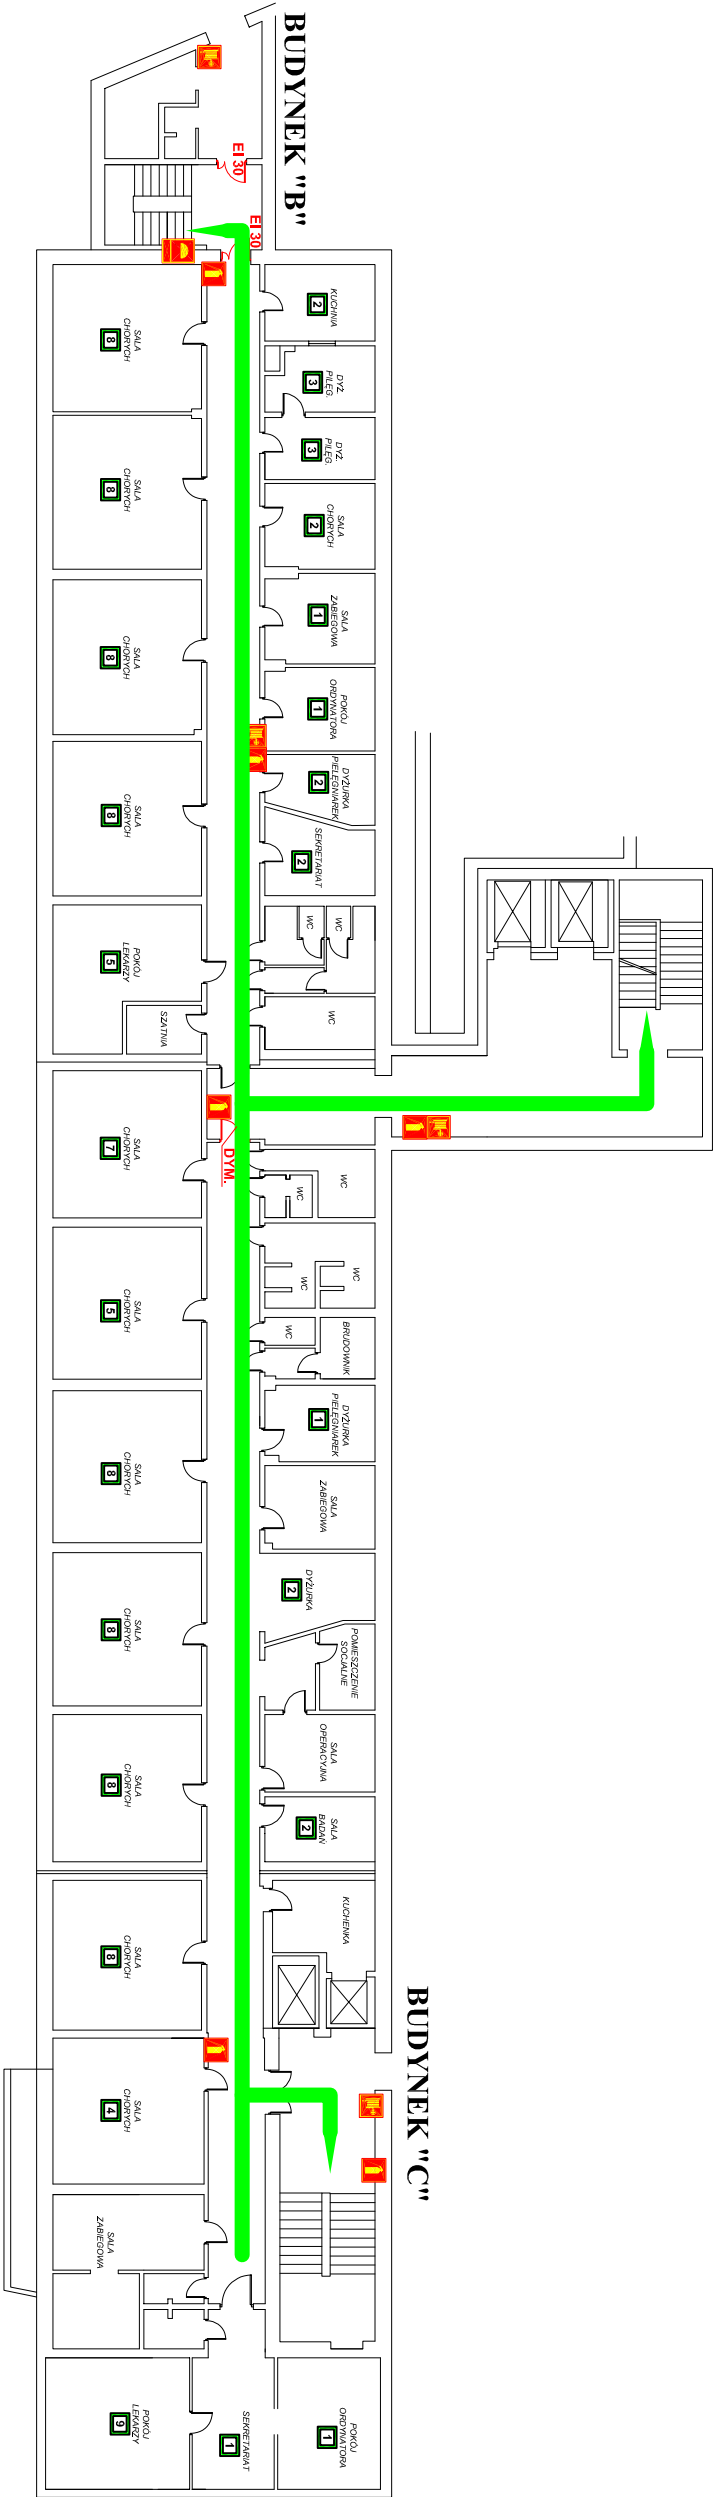 BUDYNEK "B"
EI 30
EI 30
KUCHNIA
2
SALA
CHORYCH
8
DYŻ.
PILĘG.
3
DYŻ.
PILĘG.
3
SALA
CHORYCH
8
SALA
CHORYCH
2
SALA
ZABIEGOWA
1
SALA
CHORYCH
8
POKÓJ
ORDYNATORA
1
DYŻURKA
PIELĘGNIAREK
2
SALA
CHORYCH
8
SEKRETARIAT
2
WC
WC
POKÓJ
LEKARZY
5
SZATNIA
WC
DYM.
SALA
CHORYCH
7
WC
WC
WC
WC
SALA
CHORYCH
5
WC
BRUDOWNIK
DYŻURKA
PIELĘGNIAREK
1
SALA
CHORYCH
8
SALA
ZABIEGOWA
DYŻURKA
2
SALA
CHORYCH
8
POMIESZCZENIE
SOCJALNE
SALA
OPERACYJNA
SALA
CHORYCH
8
SALA
BADAŃ
2
KUCHENKA
SALA
CHORYCH
8
BUDYNEK "C"
SALA
CHORYCH
4
SALA
ZABIEGOWA
POKÓJ
LEKARZY
9
SEKRETARIAT
1
POKÓJ
ORDYNATORA
1